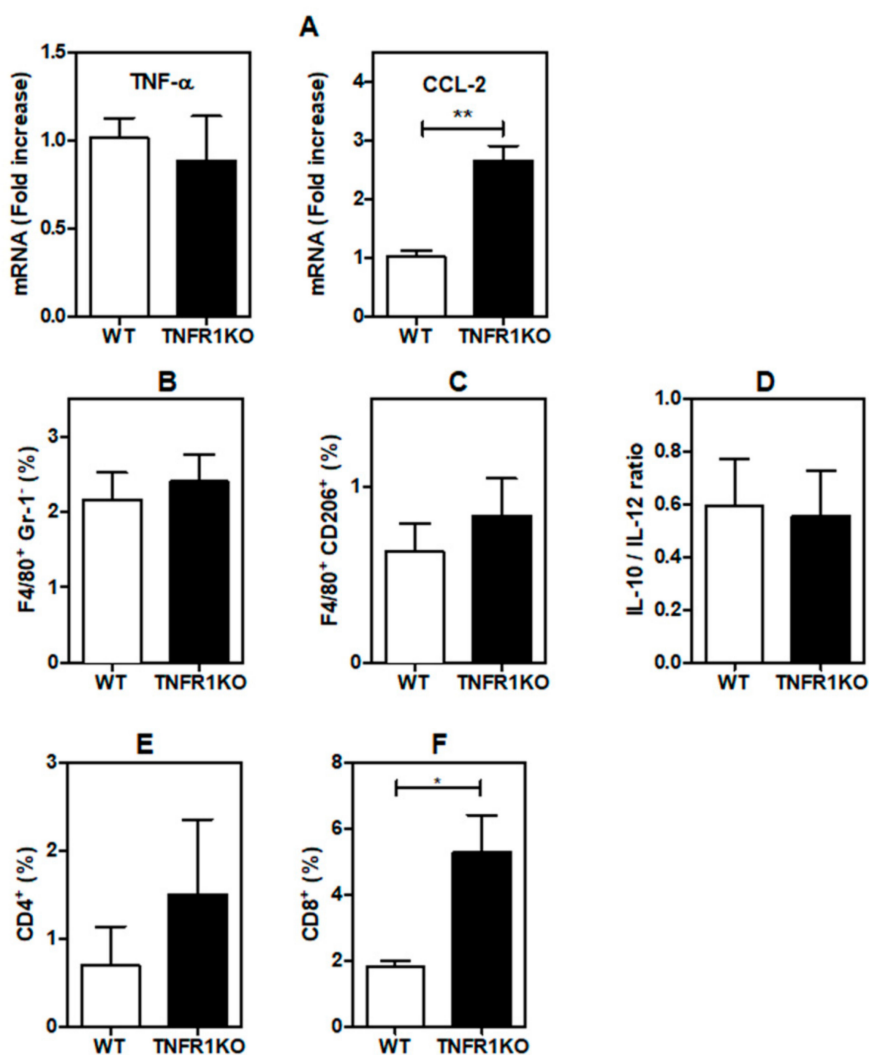 A
mRNA (Fold increase)
1.5
1.0
0.5
0.0
TNF-α
WT
TNFR1KO
mRNA (Fold increase)
4
3
2
1
0
CCL-2
**
WT
TNFR1KO
B
F4/80⁺ Gr-1⁻ (%)
3
2
1
0
WT
TNFR1KO
C
F4/80⁺ CD206⁺ (%)
1
0
WT
TNFR1KO
D
IL-10 / IL-12 ratio
1.0
0.8
0.6
0.4
0.2
0.0
WT
TNFR1KO
E
CD4⁺ (%)
3
2
1
0
WT
TNFR1KO
F
CD8⁺ (%)
8
6
4
2
0
*
WT
TNFR1KO